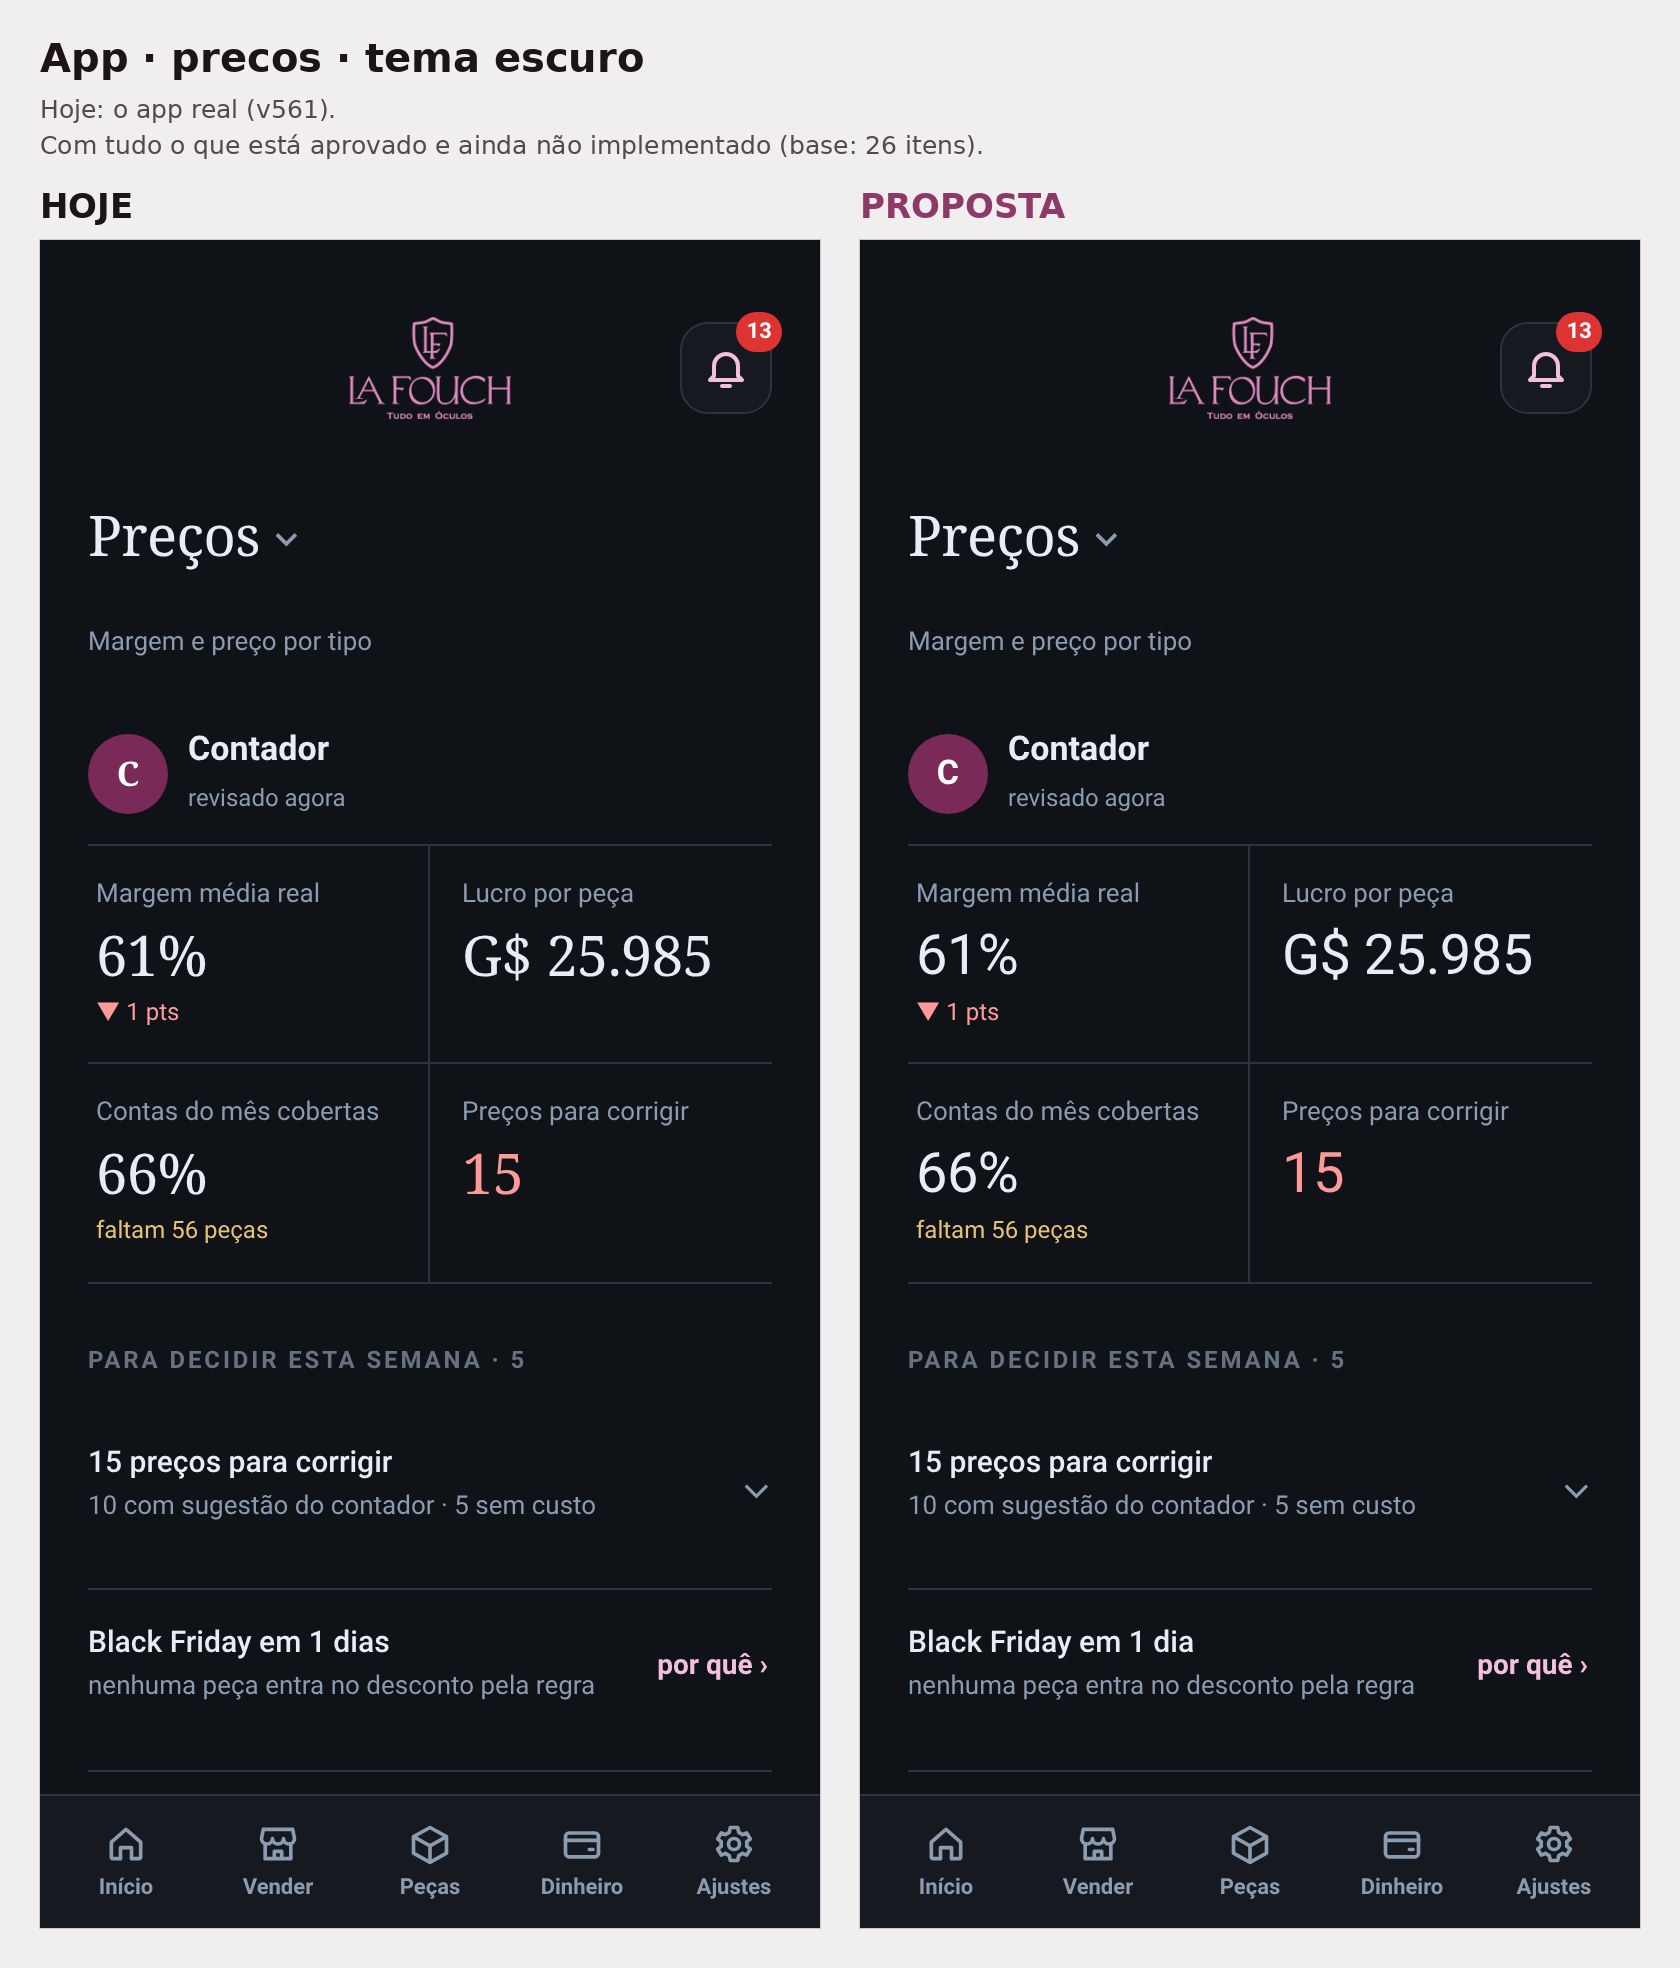 App · precos · tema escuro
Hoje: o app real (v561).
Com tudo o que está aprovado e ainda não implementado (base: 26 itens).
HOJE
LF
LA FOUCH
TUDO EM ÓCULOS
13
Preços
Margem e preço por tipo
C
Contador
revisado agora
Margem média real
61%
▼ 1 pts
Lucro por peça
G$ 25.985
Contas do mês cobertas
66%
faltam 56 peças
Preços para corrigir
15
PARA DECIDIR ESTA SEMANA · 5
15 preços para corrigir
10 com sugestão do contador · 5 sem custo
Black Friday em 1 dias
nenhuma peça entra no desconto pela regra
por quê ›
Início
Vender
Peças
Dinheiro
Ajustes
PROPOSTA
LF
LA FOUCH
TUDO EM ÓCULOS
13
Preços
Margem e preço por tipo
C
Contador
revisado agora
Margem média real
61%
▼ 1 pts
Lucro por peça
G$ 25.985
Contas do mês cobertas
66%
faltam 56 peças
Preços para corrigir
15
PARA DECIDIR ESTA SEMANA · 5
15 preços para corrigir
10 com sugestão do contador · 5 sem custo
Black Friday em 1 dia
nenhuma peça entra no desconto pela regra
por quê ›
Início
Vender
Peças
Dinheiro
Ajustes